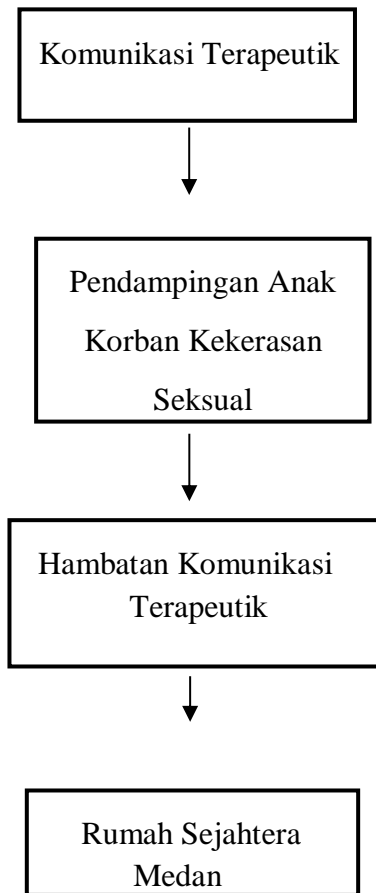 Komunikasi Terapeutik
Pendampingan Anak
Korban Kekerasan
Seksual
Hambatan Komunikasi
Terapeutik
Rumah Sejahtera
Medan